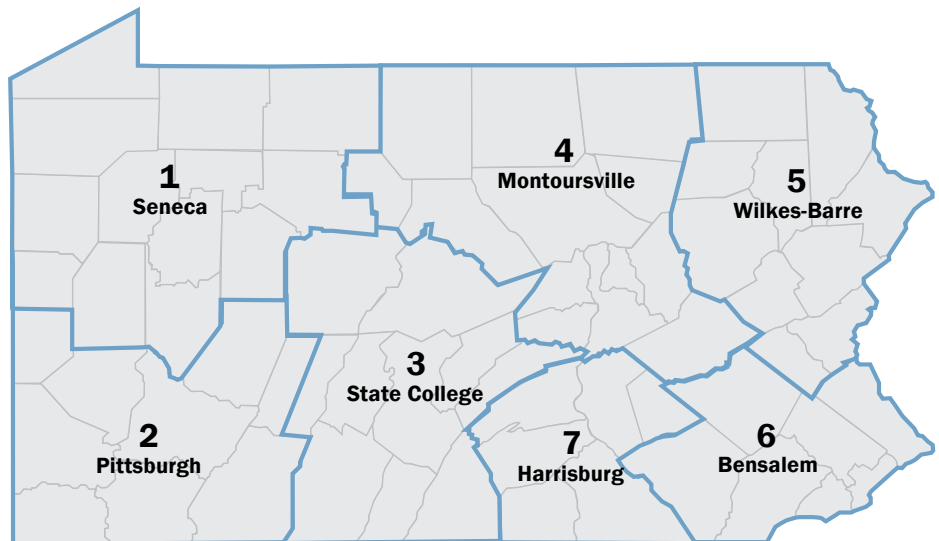 1
Seneca
4
Montoursville
5
Wilkes-Barre
3
State College
2
Pittsburgh
7
Harrisburg
6
Bensalem